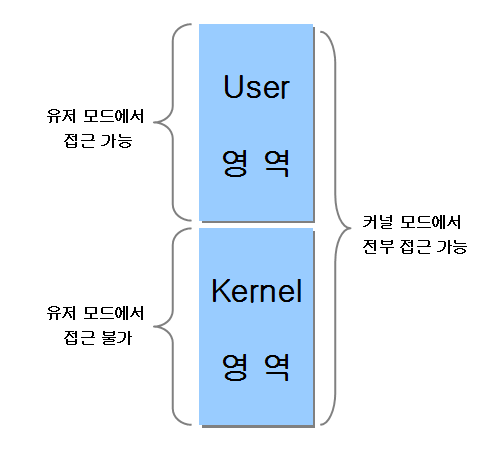 유저 모드에서
접근 가능
User
영 역
커널 모드에서
전부 접근 가능
유저 모드에서
접근 불가
Kernel
영 역